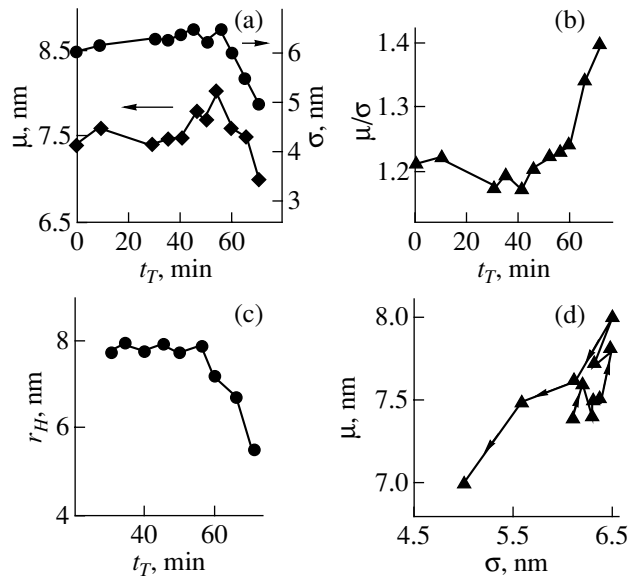 (a)
8.5
7.5
6.5
μ, nm
6
5
4
3
σ, nm
0 20 40 60
t_T, min
(b)
1.4
1.3
1.2
μ/σ
0 20 40 60
t_T, min
(c)
8
6
4
r_H, nm
40 60
t_T, min
(d)
8.0
7.5
7.0
μ, nm
4.5 5.5 6.5
σ, nm